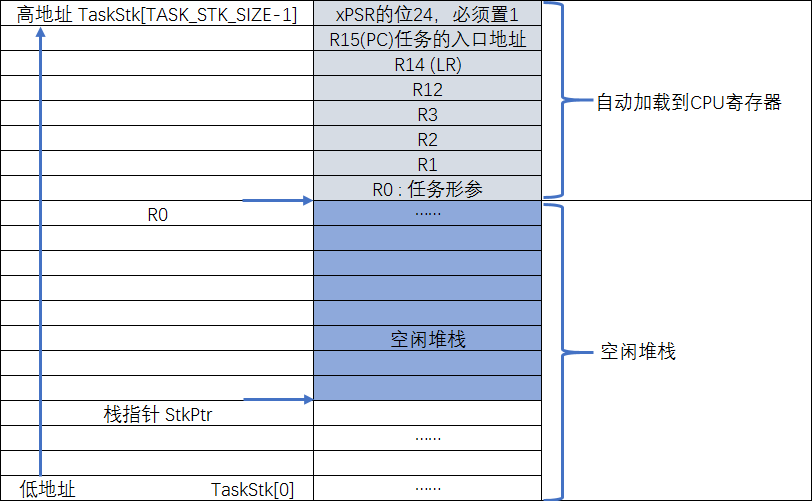 高地址 TaskStk[TASK_STK_SIZE-1]
xPSR的位24，必须置1
R15(PC)任务的入口地址
R14 (LR)
R12
自动加载到CPU寄存器
R3
R2
R1
R0 : 任务形参
R0
……
空闲堆栈
空闲堆栈
栈指针 StkPtr
……
低地址 TaskStk[0]
……